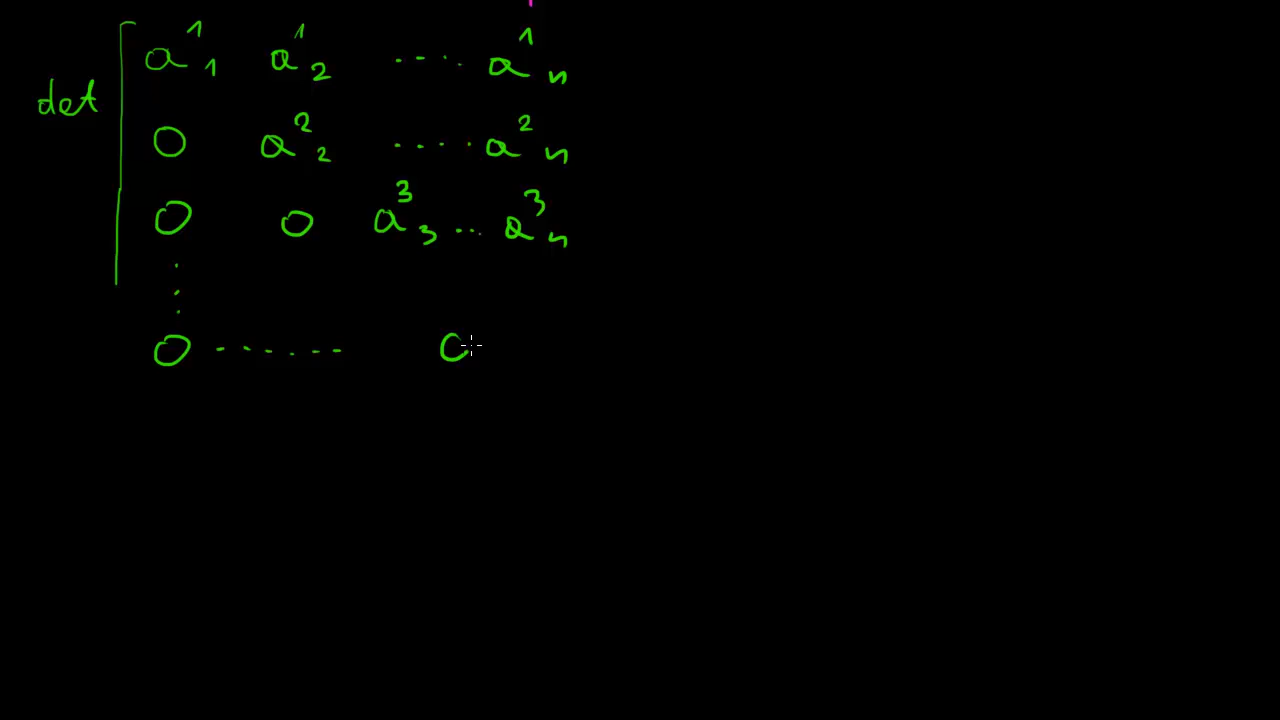 det [ a¹₁ a¹₂ .... a¹ₙ
0 a²₂ .... a²ₙ
0 0 a³₃ ... a³ₙ
⋮
0 ...... 0